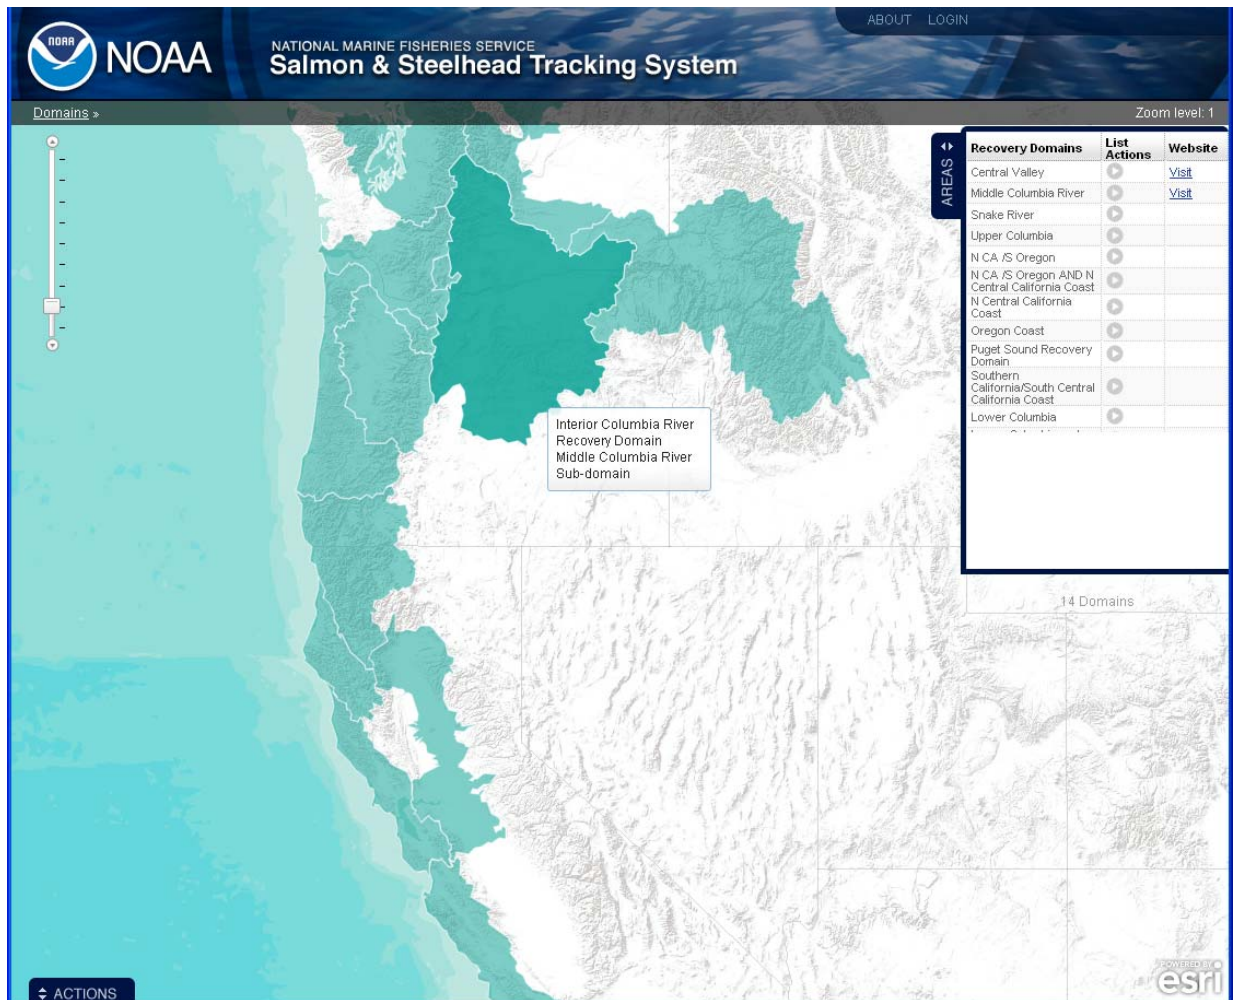 ABOUT LOGIN
NOAA
NOAA
NATIONAL MARINE FISHERIES SERVICE
Salmon & Steelhead Tracking System
Domains »
Zoom level: 1
AREAS
Recovery Domains List Actions Website
Central Valley Visit
Middle Columbia River Visit
Snake River
Upper Columbia
N CA /S Oregon
N CA /S Oregon AND N
Central California Coast
N Central California
Coast
Oregon Coast
Puget Sound Recovery
Domain
Southern
California/South Central
California Coast
Lower Columbia
14 Domains
Interior Columbia River
Recovery Domain
Middle Columbia River
Sub-domain
ACTIONS
POWERED BY
esri